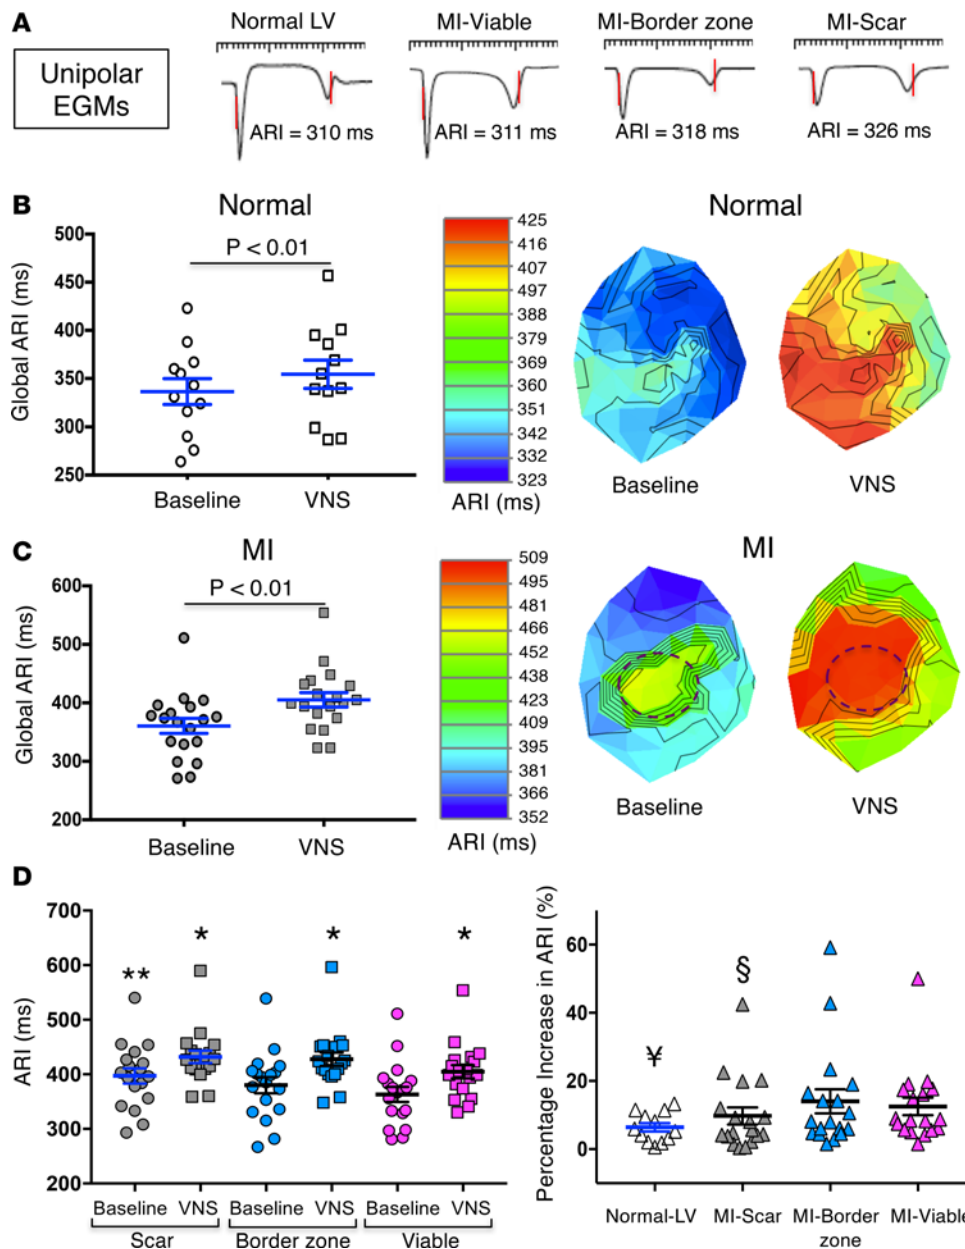 A
Normal LV
MI-Viable
MI-Border zone
MI-Scar
Unipolar
EGMs
ARI = 310 ms
ARI = 311 ms
ARI = 318 ms
ARI = 326 ms
B
Normal
Normal
500
450
400
350
300
250
Global ARI (ms)
P < 0.01
Baseline
VNS
425
416
407
497
388
379
369
360
351
342
332
323
ARI (ms)
Baseline
VNS
C
MI
MI
600
500
400
300
200
Global ARI (ms)
P < 0.01
Baseline
VNS
509
495
481
466
452
438
423
409
395
381
366
352
ARI (ms)
Baseline
VNS
D
700
600
500
400
300
200
ARI (ms)
**
*
*
*
Baseline VNS Baseline VNS Baseline VNS
Scar
Border zone
Viable
60
40
20
0
Percentage Increase in ARI (%)
¥
§
Normal-LV
MI-Scar
MI-Border
zone
MI-Viable